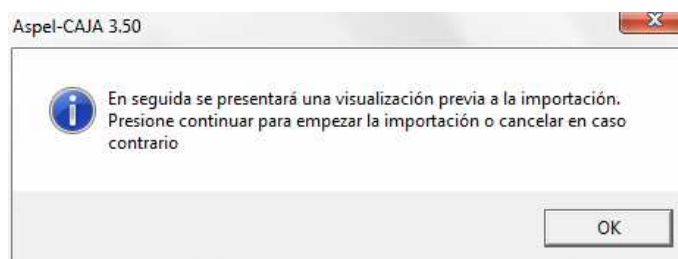 Aspel-CAJA 3.50
En seguida se presentará una visualización previa a la importación.
Presione continuar para empezar la importación o cancelar en caso
contrario
OK